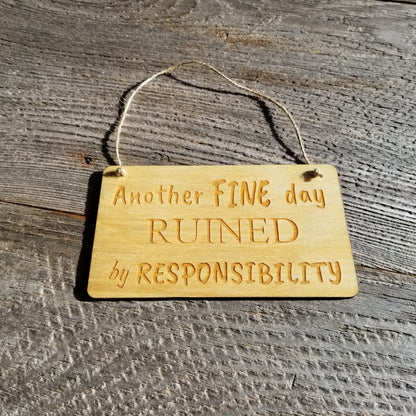 Another FINE day
RUINED
by RESPONSIBILITY